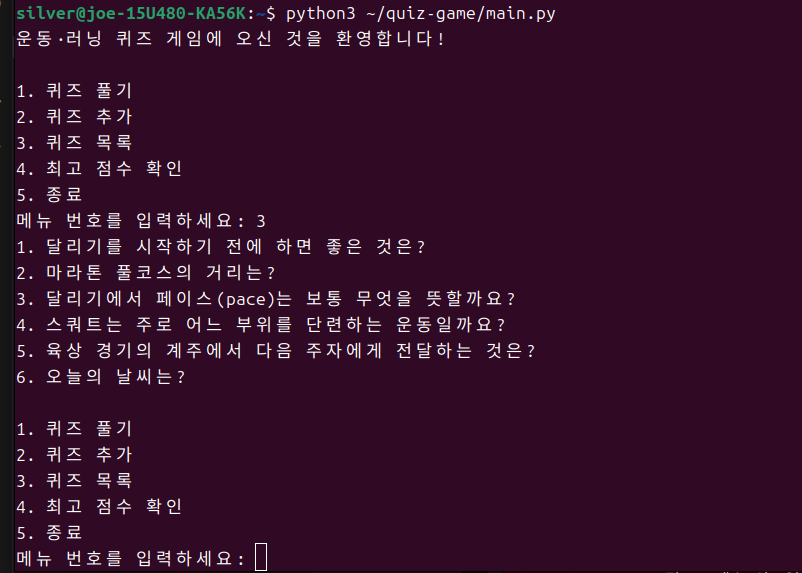 silver@joe-15U480-KA56K:~$ python3 ~/quiz-game/main.py
운동·러닝 퀴즈 게임에 오신 것을 환영합니다!
1. 퀴즈 풀기
2. 퀴즈 추가
3. 퀴즈 목록
4. 최고 점수 확인
5. 종료
메뉴 번호를 입력하세요: 3
1. 달리기를 시작하기 전에 하면 좋은 것은?
2. 마라톤 풀코스의 거리는?
3. 달리기에서 페이스(pace)는 보통 무엇을 뜻할까요?
4. 스쿼트는 주로 어느 부위를 단련하는 운동일까요?
5. 육상 경기의 계주에서 다음 주자에게 전달하는 것은?
6. 오늘의 날씨는?
1. 퀴즈 풀기
2. 퀴즈 추가
3. 퀴즈 목록
4. 최고 점수 확인
5. 종료
메뉴 번호를 입력하세요: